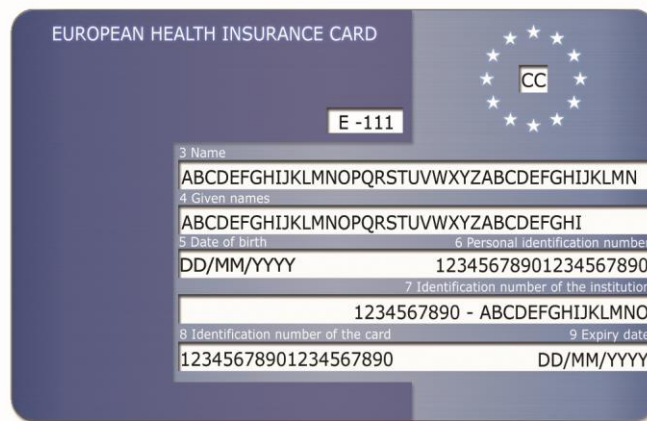 EUROPEAN HEALTH INSURANCE CARD
CC
E -111
3 Name
ABCDEFGHIJKLMNOPQRSTUVWXYZABCDEFGHIJKLMN
4 Given names
ABCDEFGHIJKLMNOPQRSTUVWXYZABCDEFGHI
5 Date of birth 6 Personal identification number
DD/MM/YYYY 12345678901234567890
7 Identification number of the institution
1234567890 - ABCDEFGHIJKLMNO
8 Identification number of the card 9 Expiry date
12345678901234567890 DD/MM/YYYY